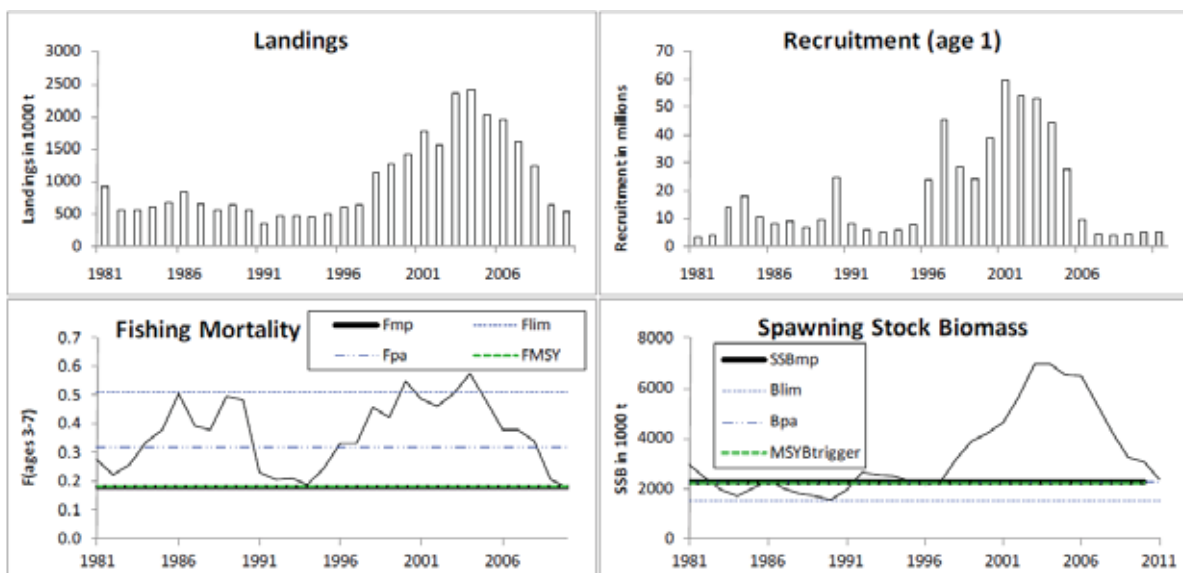 Landings
Landings in 1000 t
3000
2500
2000
1500
1000
500
0
1981 1986 1991 1996 2001 2006
Recruitment (age 1)
Recruitment in millions
70
60
50
40
30
20
10
0
1981 1986 1991 1996 2001 2006
Fishing Mortality
Fmp Flim
Fpa FMSY
F(ages 3-7)
0.7
0.6
0.5
0.4
0.3
0.2
0.1
0.0
1981 1986 1991 1996 2001 2006
Spawning Stock Biomass
SSBmp
Blim
Bpa
MSYBtrigger
SSB in 1000 t
8000
6000
4000
2000
0
1981 1986 1991 1996 2001 2006 2011